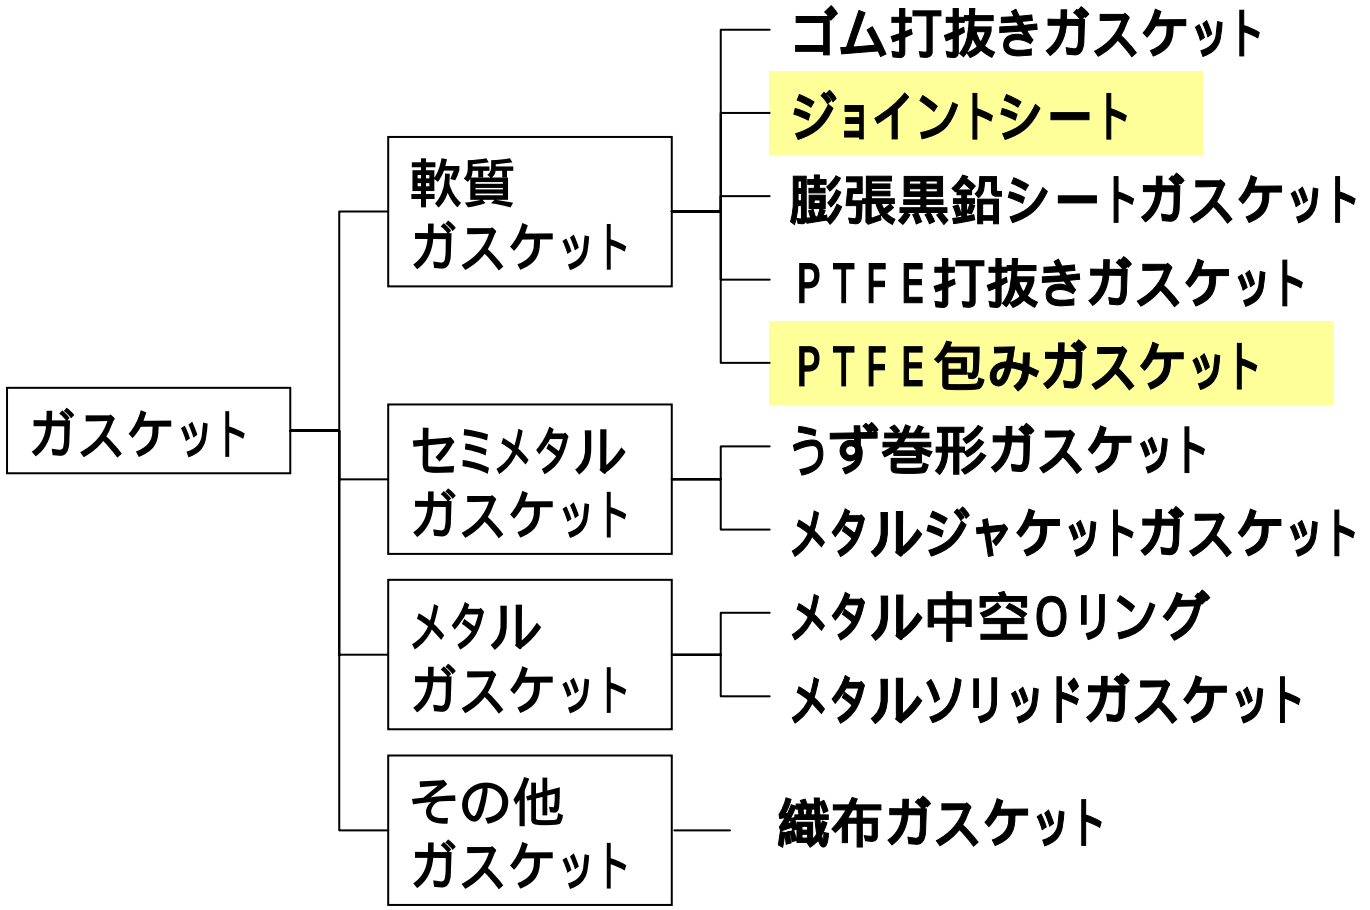 ガスケット
軟質
ガスケット
ゴム打抜きガスケット
ジョイントシート
膨張黒鉛シートガスケット
ＰＴＦＥ打抜きガスケット
ＰＴＦＥ包みガスケット
セミメタル
ガスケット
うず巻形ガスケット
メタルジャケットガスケット
メタル
ガスケット
メタル中空Ｏリング
メタルソリッドガスケット
その他
ガスケット
織布ガスケット